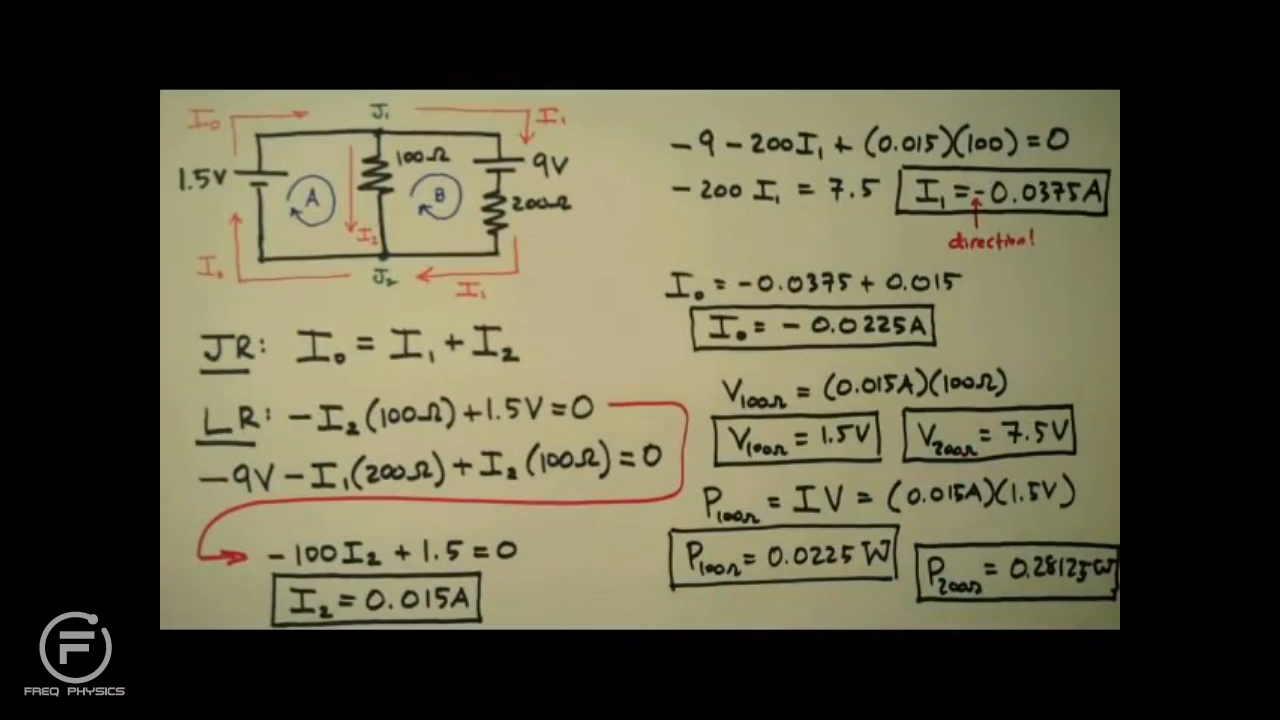 I₀
J₁
I₁
1.5V
100Ω
9V
A
B
200Ω
I₂
I₀
J₂
I₁
JR: I₀ = I₁ + I₂
LR: -I₂(100Ω)+1.5V=0
-9V-I₁(200Ω)+I₂(100Ω)=0
-100I₂+1.5=0
I₂=0.015A
-9-200I₁+(0.015)(100)=0
-200 I₁ = 7.5 I₁ = -0.0375A
direction!
I₀ = -0.0375+0.015
I₀ = -0.0225A
V₁₀₀Ω = (0.015A)(100Ω)
V₁₀₀Ω = 1.5V V₂₀₀Ω = 7.5V
P₁₀₀Ω = IV = (0.015A)(1.5V)
P₁₀₀Ω = 0.0225 W P₂₀₀Ω = 0.28125W
F
FREQ PHYSICS